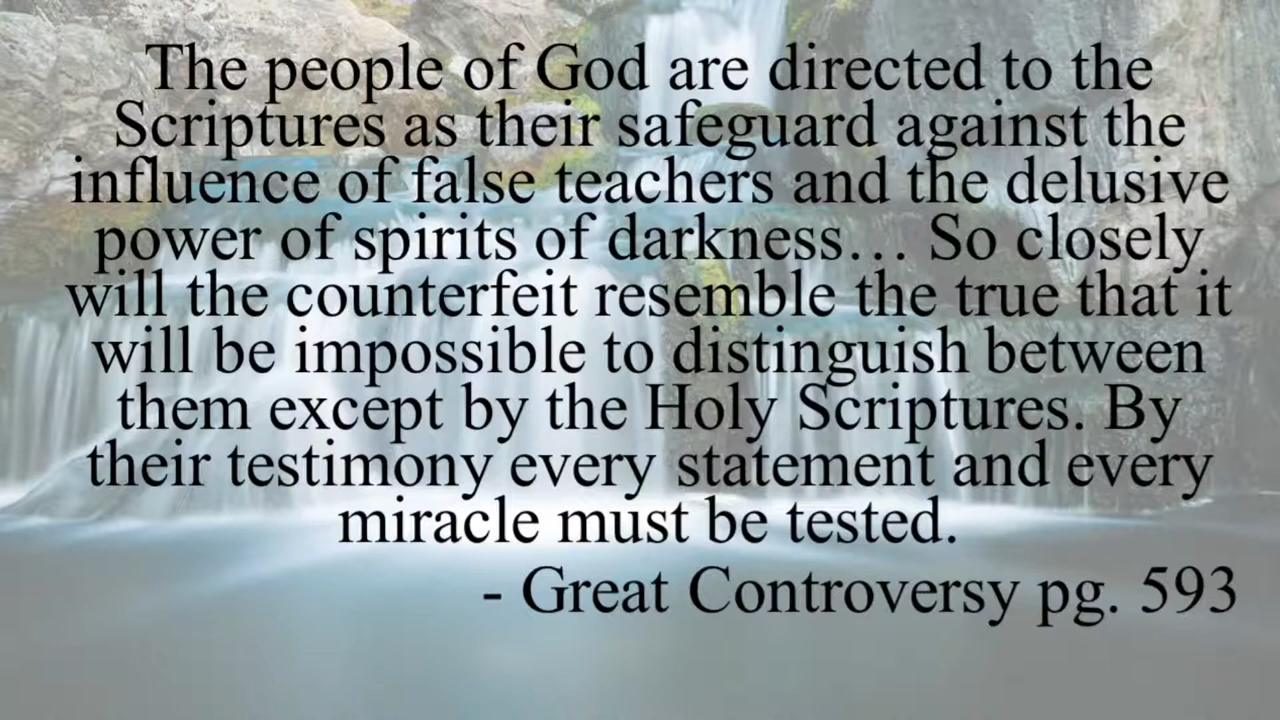 The people of God are directed to the
Scriptures as their safeguard against the
influence of false teachers and the delusive
power of spirits of darkness… So closely
will the counterfeit resemble the true that it
will be impossible to distinguish between
them except by the Holy Scriptures. By
their testimony every statement and every
miracle must be tested.
- Great Controversy pg. 593